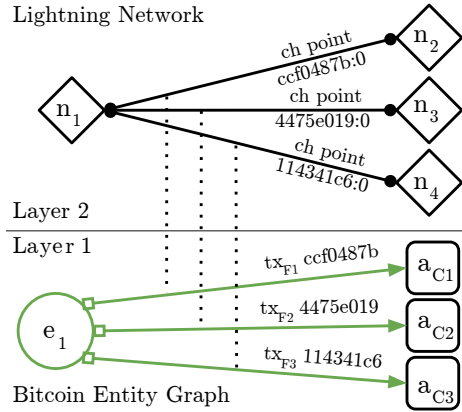 Lightning Network
n2
ch point
ccf0487b:0
n1
ch point
4475e019:0
n3
ch point
114341c6:0
n4
Layer 2
Layer 1
txF1 ccf0487b
aC1
e1
txF2 4475e019
aC2
txF3 114341c6
aC3
Bitcoin Entity Graph